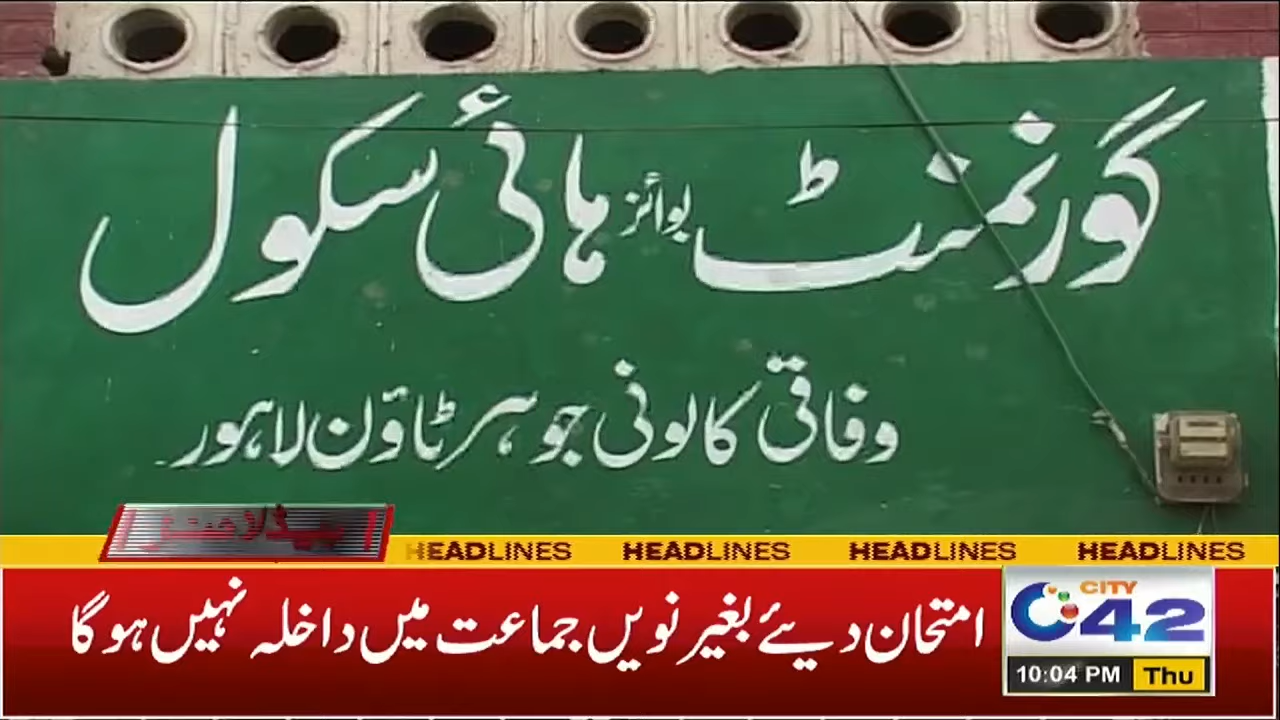 گورنمنٹ بوائز ہائی سکول
وفاقی کالونی جوہر ٹاؤن لاہور
ہیڈلائنز
HEADLINES HEADLINES HEADLINES HEADLINES
امتحان دیئے بغیر نویں جماعت میں داخلہ نہیں ہوگا
CITY
42
10:04 PM Thu